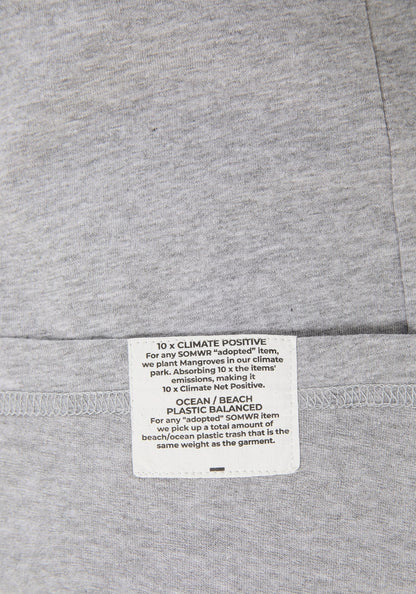 10 x CLIMATE POSITIVE
For any SOMWR “adopted” item,
we plant Mangroves in our climate
park. Absorbing 10 x the items'
emissions, making it
10 x Climate Net Positive.
OCEAN / BEACH
PLASTIC BALANCED
For any “adopted” SOMWR item
we pick up a total amount of
beach/ocean plastic trash that is the
same weight as the garment.